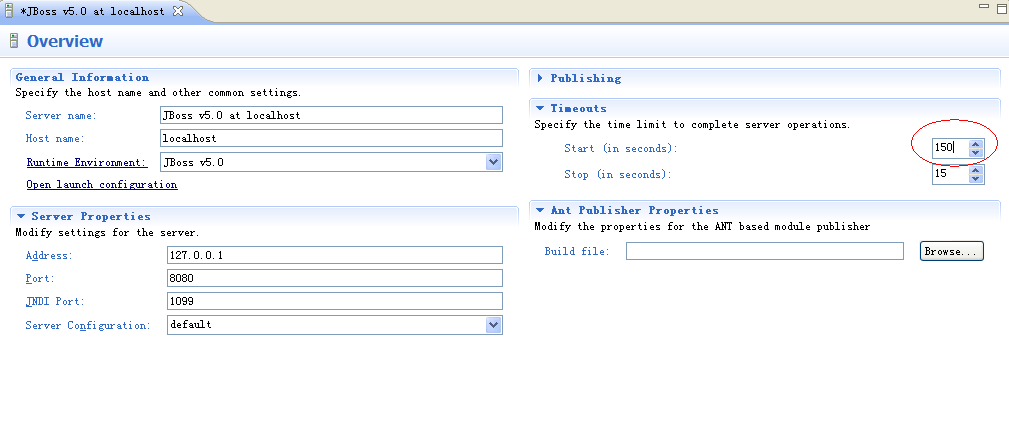 *JBoss v5.0 at localhost
Overview
General Information
Specify the host name and other common settings.
Server name: JBoss v5.0 at localhost
Host name: localhost
Runtime Environment: JBoss v5.0
Open launch configuration
Server Properties
Modify settings for the server.
Address: 127.0.0.1
Port: 8080
JNDI Port: 1099
Server Configuration: default
Publishing
Timeouts
Specify the time limit to complete server operations.
Start (in seconds): 150
Stop (in seconds): 15
Ant Publisher Properties
Modify the properties for the ANT based module publisher
Build file: Browse...